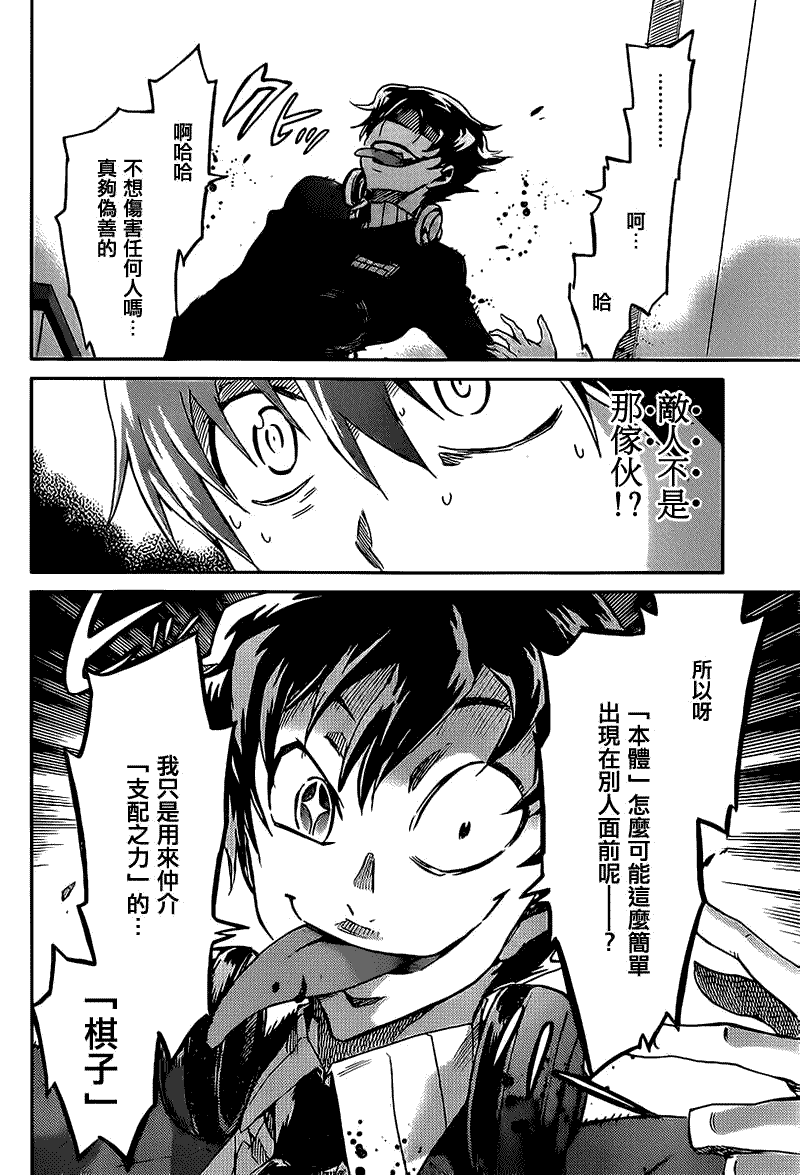 ………
呵…
哈
啊哈哈
不想傷害任何人嗎…
真夠偽善的
グビッ
敵人不是
那傢伙!?
所以呀
「本體」怎麼可能這麼簡單
出現在別人面前呢——?
我只是用來仲介
「支配之力」的…
「棋子」